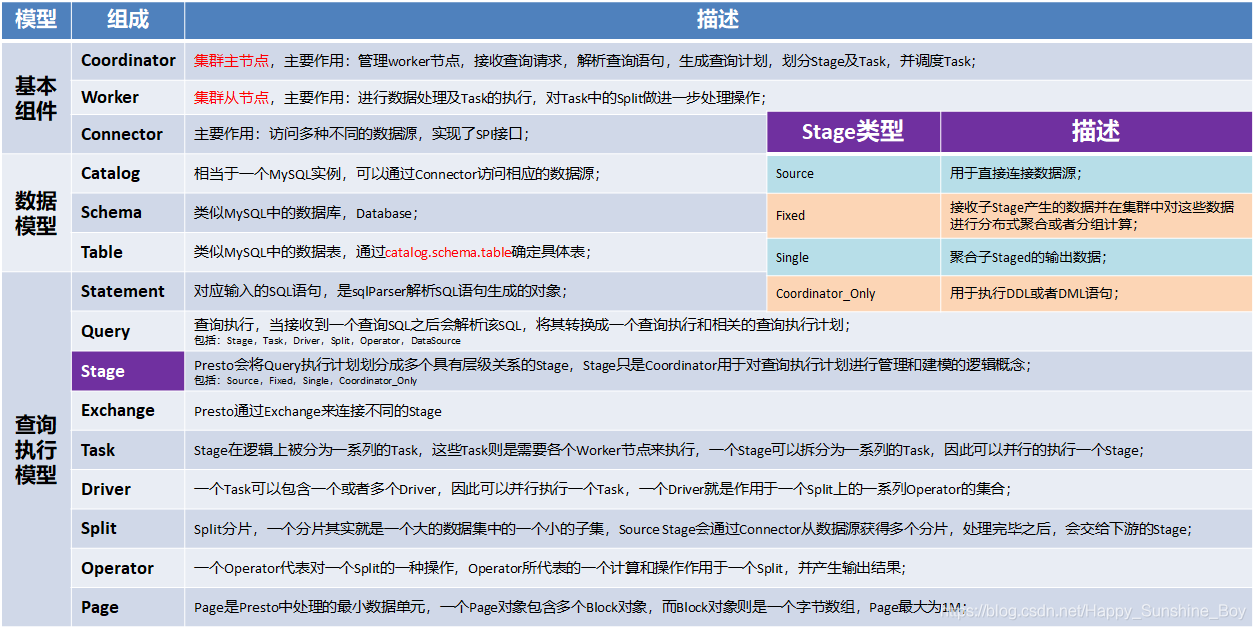 模型 组成 描述
基本
组件
Coordinator 集群主节点，主要作用：管理worker节点，接收查询请求，解析查询语句，生成查询计划，划分Stage及Task，并调度Task；
Worker 集群从节点，主要作用：进行数据处理及Task的执行，对Task中的Split做进一步处理操作；
Connector 主要作用：访问多种不同的数据源，实现了SPI接口；
数据
模型
Catalog 相当于一个MySQL实例，可以通过Connector访问相应的数据源；
Schema 类似MySQL中的数据库，Database；
Table 类似MySQL中的数据表，通过catalog.schema.table确定具体表；
Stage类型 描述
Source 用于直接连接数据源；
Fixed 接收子Stage产生的数据并在集群中对这些数据
进行分布式聚合或者分组计算；
Single 聚合子Staged的输出数据；
Coordinator_Only 用于执行DDL或者DML语句；
查询
执行
模型
Statement 对应输入的SQL语句，是sqlParser解析SQL语句生成的对象；
Query 查询执行，当接收到一个查询SQL之后会解析该SQL，将其转换成一个查询执行和相关的查询执行计划；
包括：Stage，Task，Driver，Split，Operator，DataSource
Stage Presto会将Query执行计划划分成多个具有层级关系的Stage，Stage只是Coordinator用于对查询执行计划进行管理和建模的逻辑概念；
包括：Source，Fixed，Single，Coordinator_Only
Exchange Presto通过Exchange来连接不同的Stage
Task Stage在逻辑上被分为一系列的Task，这些Task则是需要各个Worker节点来执行，一个Stage可以拆分为一系列的Task，因此可以并行的执行一个Stage；
Driver 一个Task可以包含一个或者多个Driver，因此可以并行执行一个Task，一个Driver就是作用于一个Split上的一系列Operator的集合；
Split Split分片，一个分片其实就是一个大的数据集中的一个小的子集，Source Stage会通过Connector从数据源获得多个分片，处理完毕之后，会交给下游的Stage；
Operator 一个Operator代表对一个Split的一种操作，Operator所代表的一个计算和操作作用于一个Split，并产生输出结果；
Page Page是Presto中处理的最小数据单元，一个Page对象包含多个Block对象，而Block对象则是一个字节数组，Page最大为1M；
https://blog.csdn.net/Happy_Sunshine_Boy